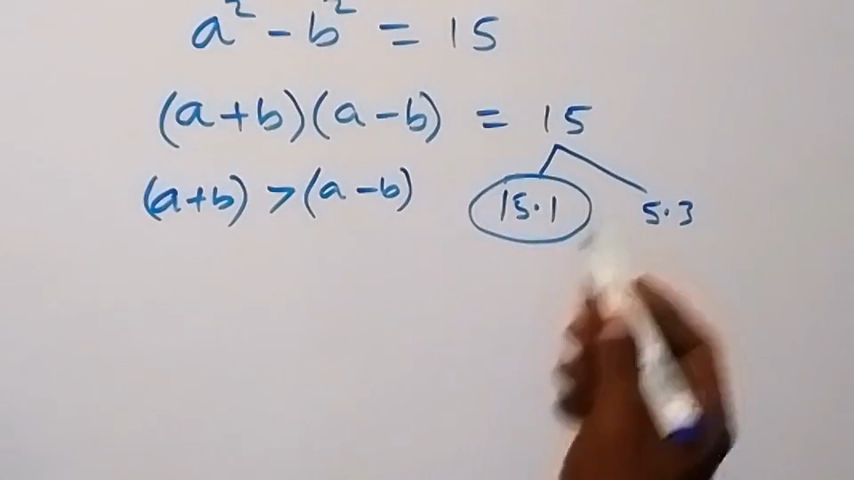 a² - b² = 15
(a+b)(a-b) = 15
(a+b) > (a-b) 15·1 5·3